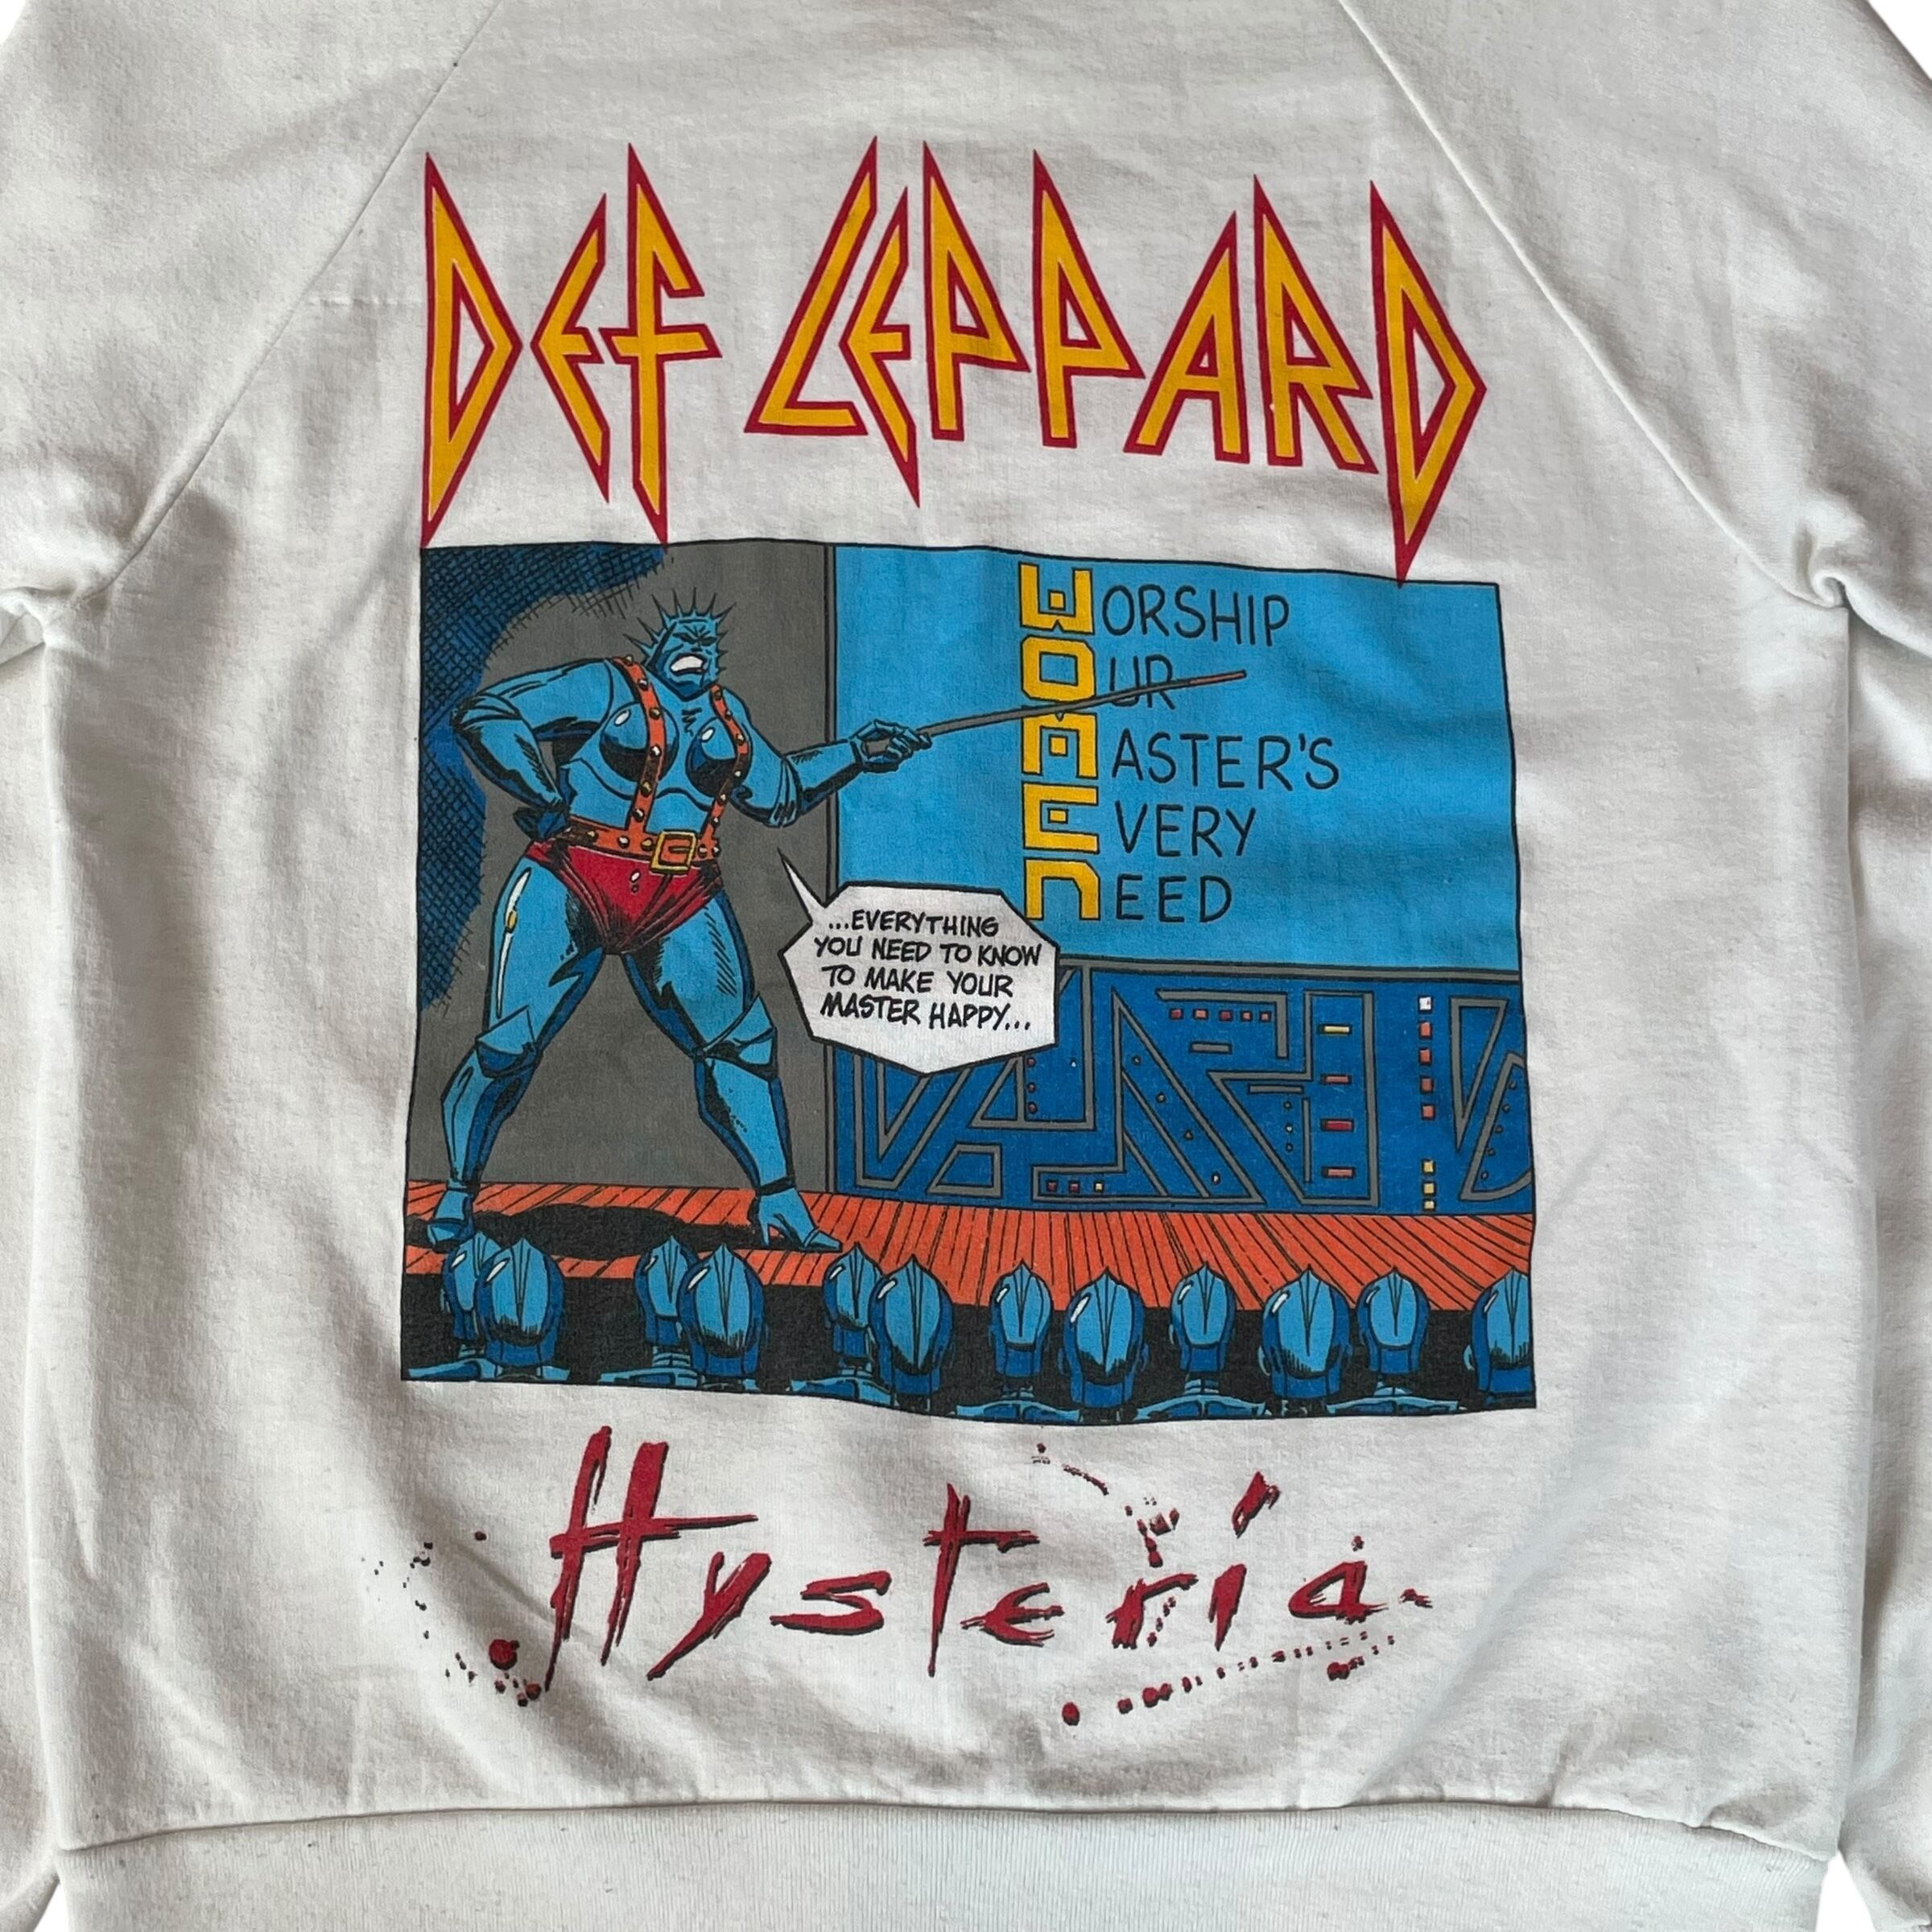 DEF LEPPARD
WORSHIP
OUR
MASTER'S
EVERY
NEED
...EVERYTHING
YOU NEED TO KNOW
TO MAKE YOUR
MASTER HAPPY...
Hysteria